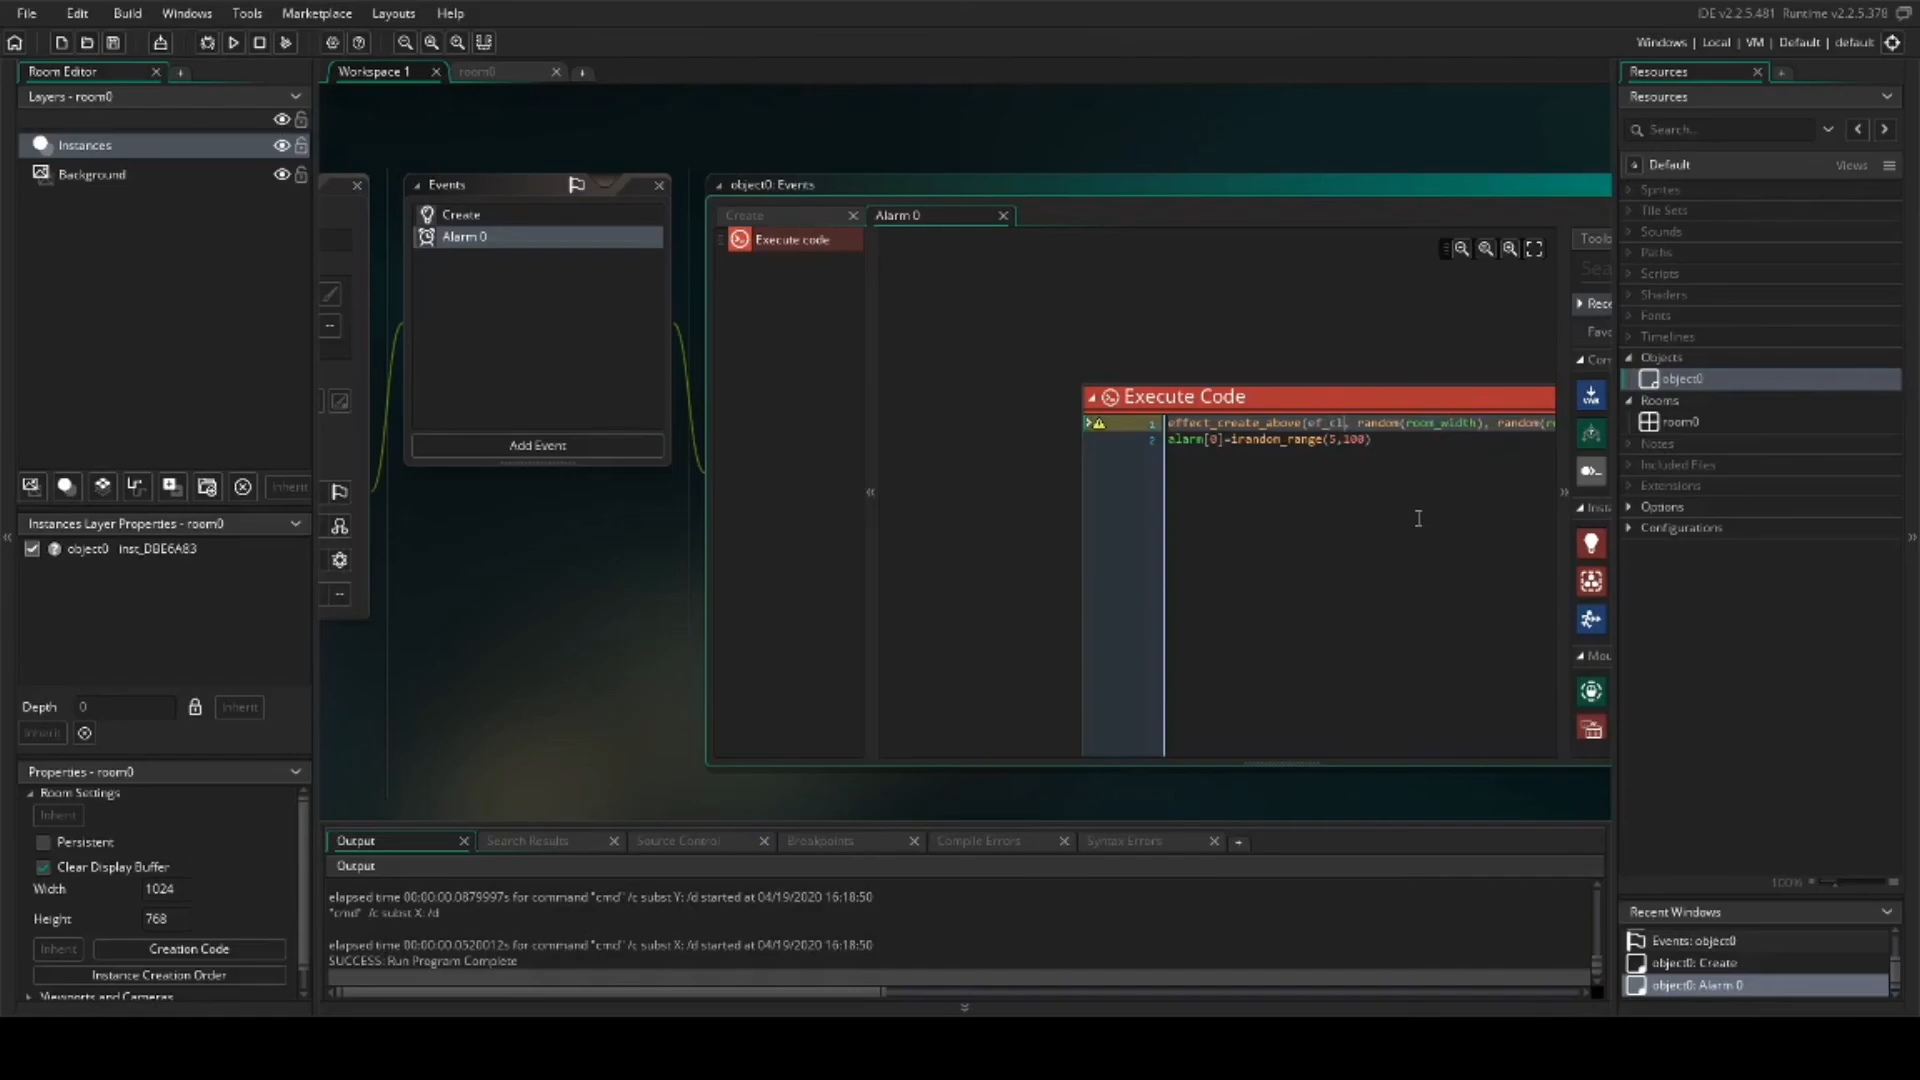 File Edit Build Windows Tools Marketplace Layouts Help
IDE v2.2.5.481 Runtime v2.2.5.378
Windows | Local | VM | Default | default
Room Editor
Workspace 1
room0
Resources
Layers - room0
Resources
Search...
Instances
Default
Views
Background
Events
object0: Events
Sprites
Create
Create
Alarm 0
Tile Sets
Alarm 0
Execute code
Sounds
Paths
Scripts
Shaders
Fonts
Timelines
Objects
object0
Execute Code
Rooms
1 effect_create_above(ef_cl, random(room_width), random(r
room0
2 alarm[0]=irandom_range(5,100)
Add Event
Notes
Included Files
Extensions
Inherit
Options
Instances Layer Properties - room0
Configurations
object0 inst_DBE6A83
Depth 0 Inherit
Inherit
Properties - room0
Room Settings
Inherit
Persistent
Output
Search Results
Source Control
Breakpoints
Compile Errors
Syntax Errors
Clear Display Buffer
Output
Width 1024
100%
elapsed time 00:00:00.0879997s for command "cmd" /c subst Y: /d started at 04/19/2020 16:18:50
"cmd" /c subst X: /d
Height 768
Recent Windows
elapsed time 00:00:00.0520012s for command "cmd" /c subst X: /d started at 04/19/2020 16:18:50
SUCCESS: Run Program Complete
Events: object0
Inherit
Creation Code
object0: Create
Instance Creation Order
object0: Alarm 0
Viewports and Cameras